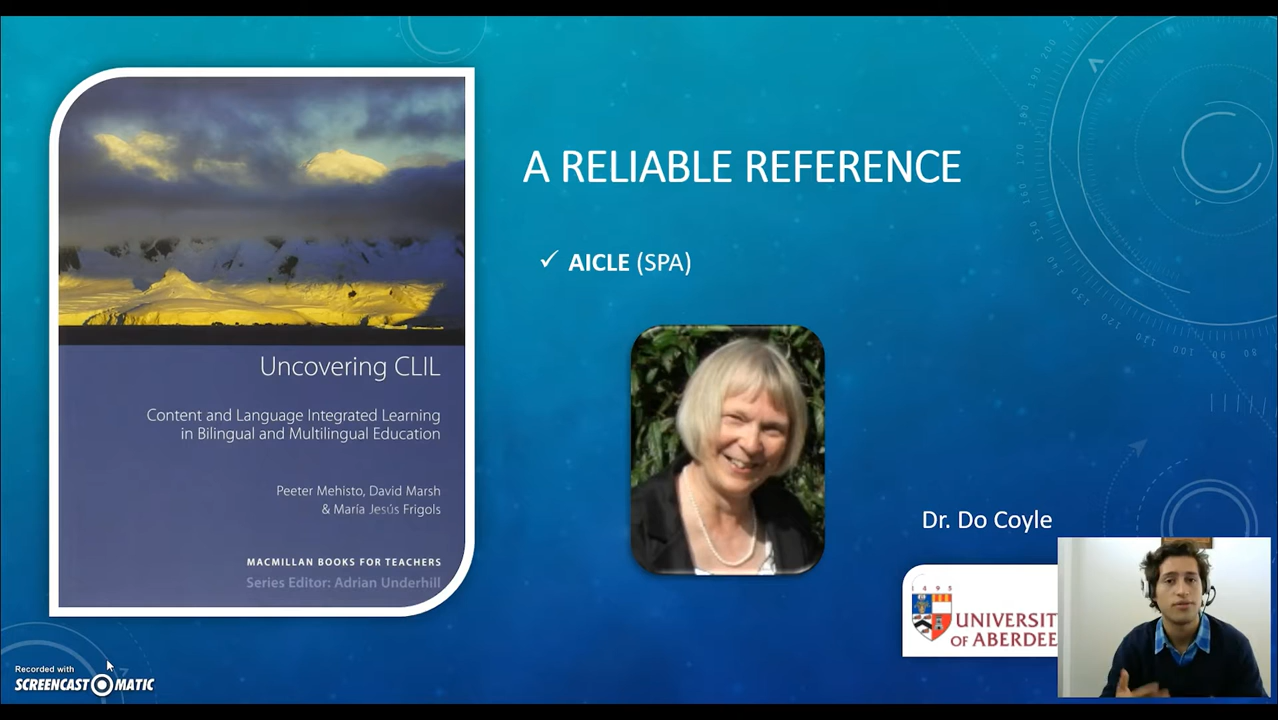 Uncovering CLIL
Content and Language Integrated Learning
in Bilingual and Multilingual Education
Peeter Mehisto, David Marsh
& María Jesús Frigols
MACMILLAN BOOKS FOR TEACHERS
Series Editor: Adrian Underhill
A RELIABLE REFERENCE
✓ AICLE (SPA)
Dr. Do Coyle
1495
UNIVERSIT
OF ABERDEE
Recorded with
SCREENCAST-O-MATIC